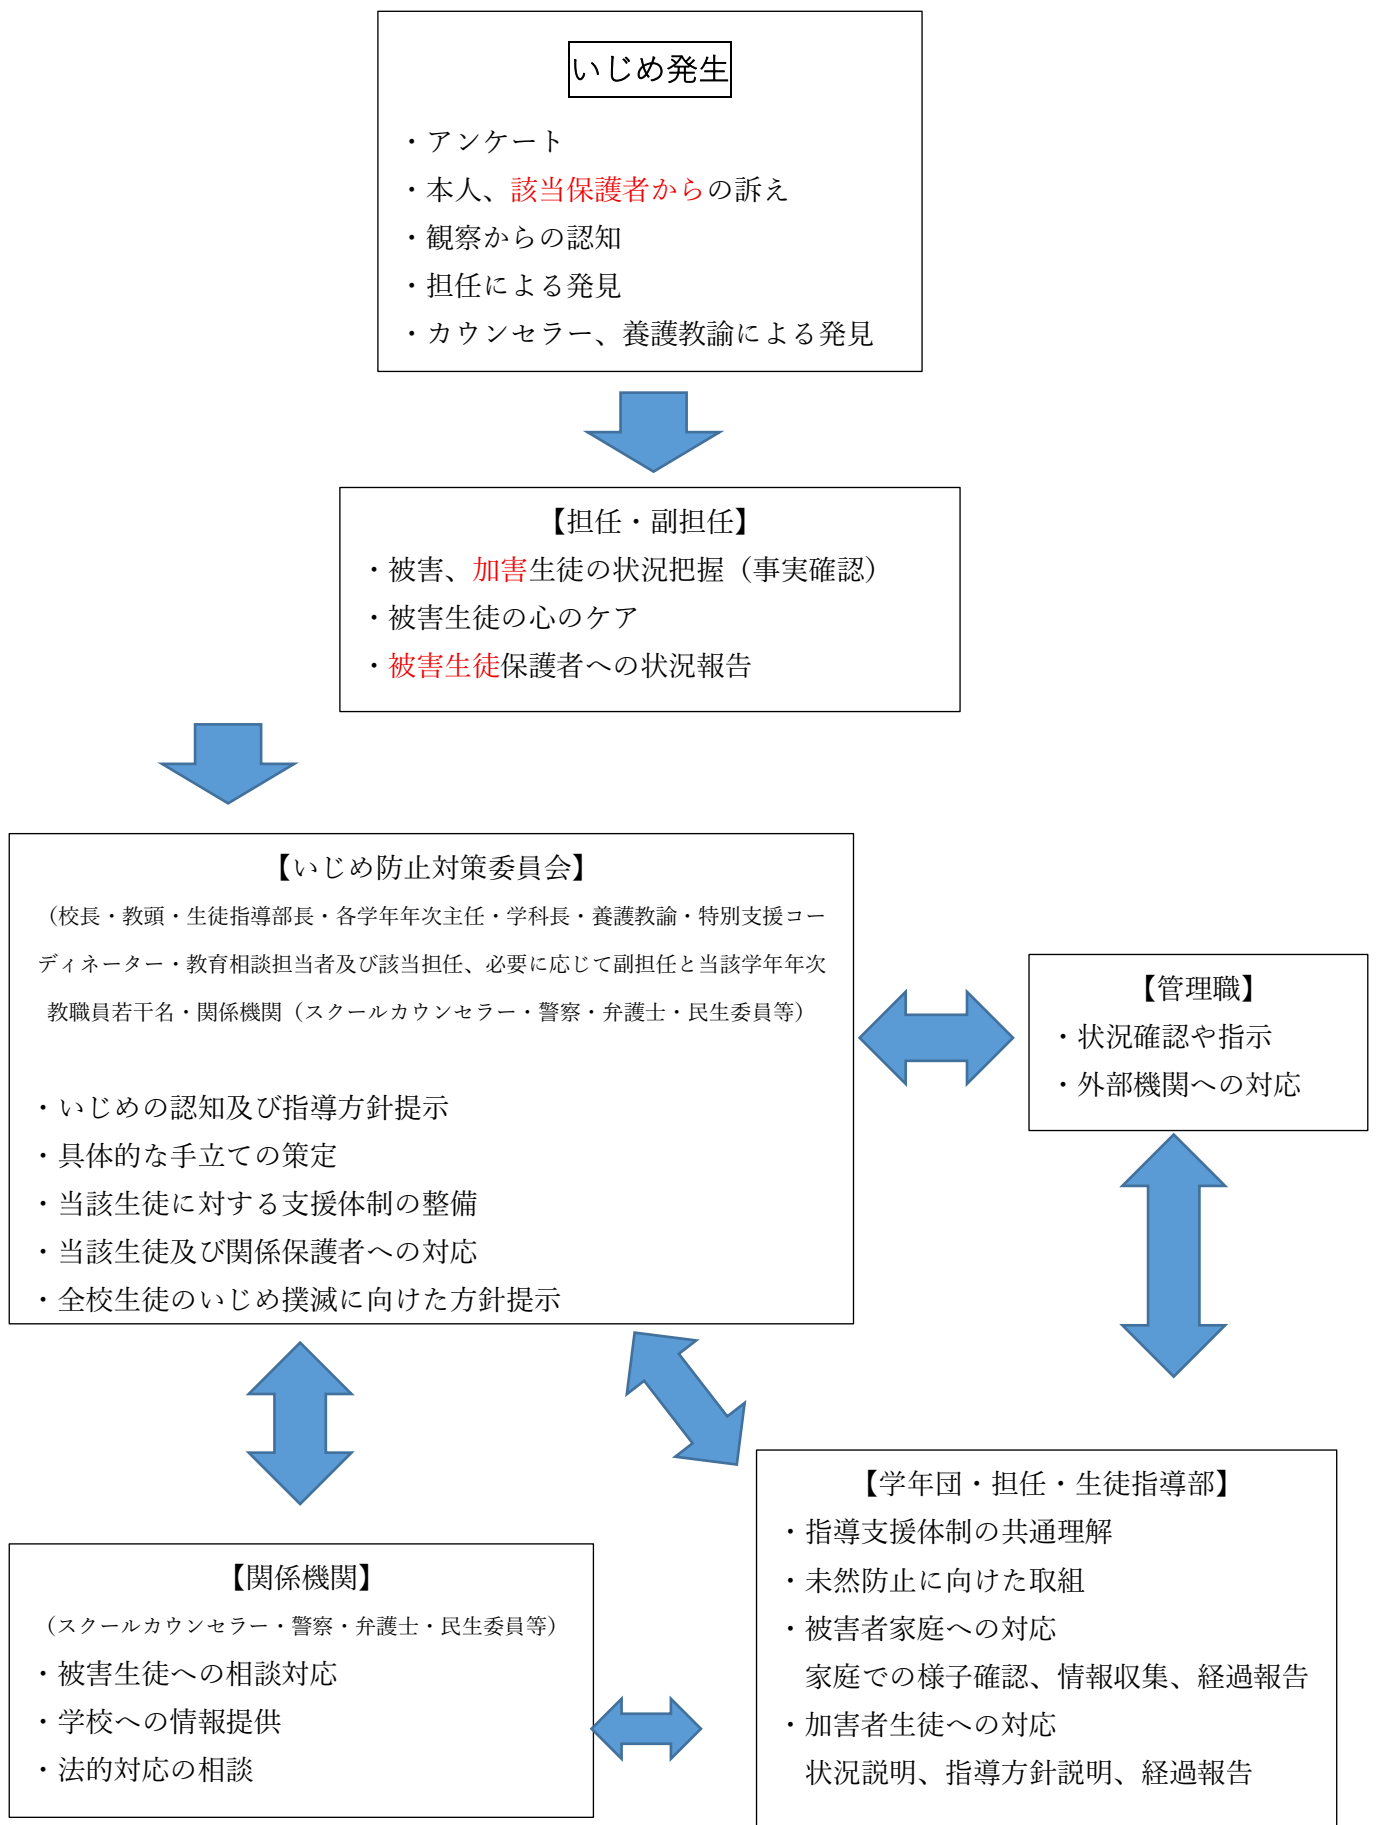 いじめ発生
・アンケート
・本人、該当保護者からの訴え
・観察からの認知
・担任による発見
・カウンセラー、養護教諭による発見
【担任・副担任】
・被害、加害生徒の状況把握（事実確認）
・被害生徒の心のケア
・被害生徒保護者への状況報告
【いじめ防止対策委員会】
（校長・教頭・生徒指導部長・各学年年次主任・学科長・養護教諭・特別支援コー
ディネーター・教育相談担当者及び該当担任、必要に応じて副担任と当該学年年次
教職員若干名・関係機関（スクールカウンセラー・警察・弁護士・民生委員等）
・いじめの認知及び指導方針提示
・具体的な手立ての策定
・当該生徒に対する支援体制の整備
・当該生徒及び関係保護者への対応
・全校生徒のいじめ撲滅に向けた方針提示
【管理職】
・状況確認や指示
・外部機関への対応
【関係機関】
（スクールカウンセラー・警察・弁護士・民生委員等）
・被害生徒への相談対応
・学校への情報提供
・法的対応の相談
【学年団・担任・生徒指導部】
・指導支援体制の共通理解
・未然防止に向けた取組
・被害者家庭への対応
家庭での様子確認、情報収集、経過報告
・加害者生徒への対応
状況説明、指導方針説明、経過報告